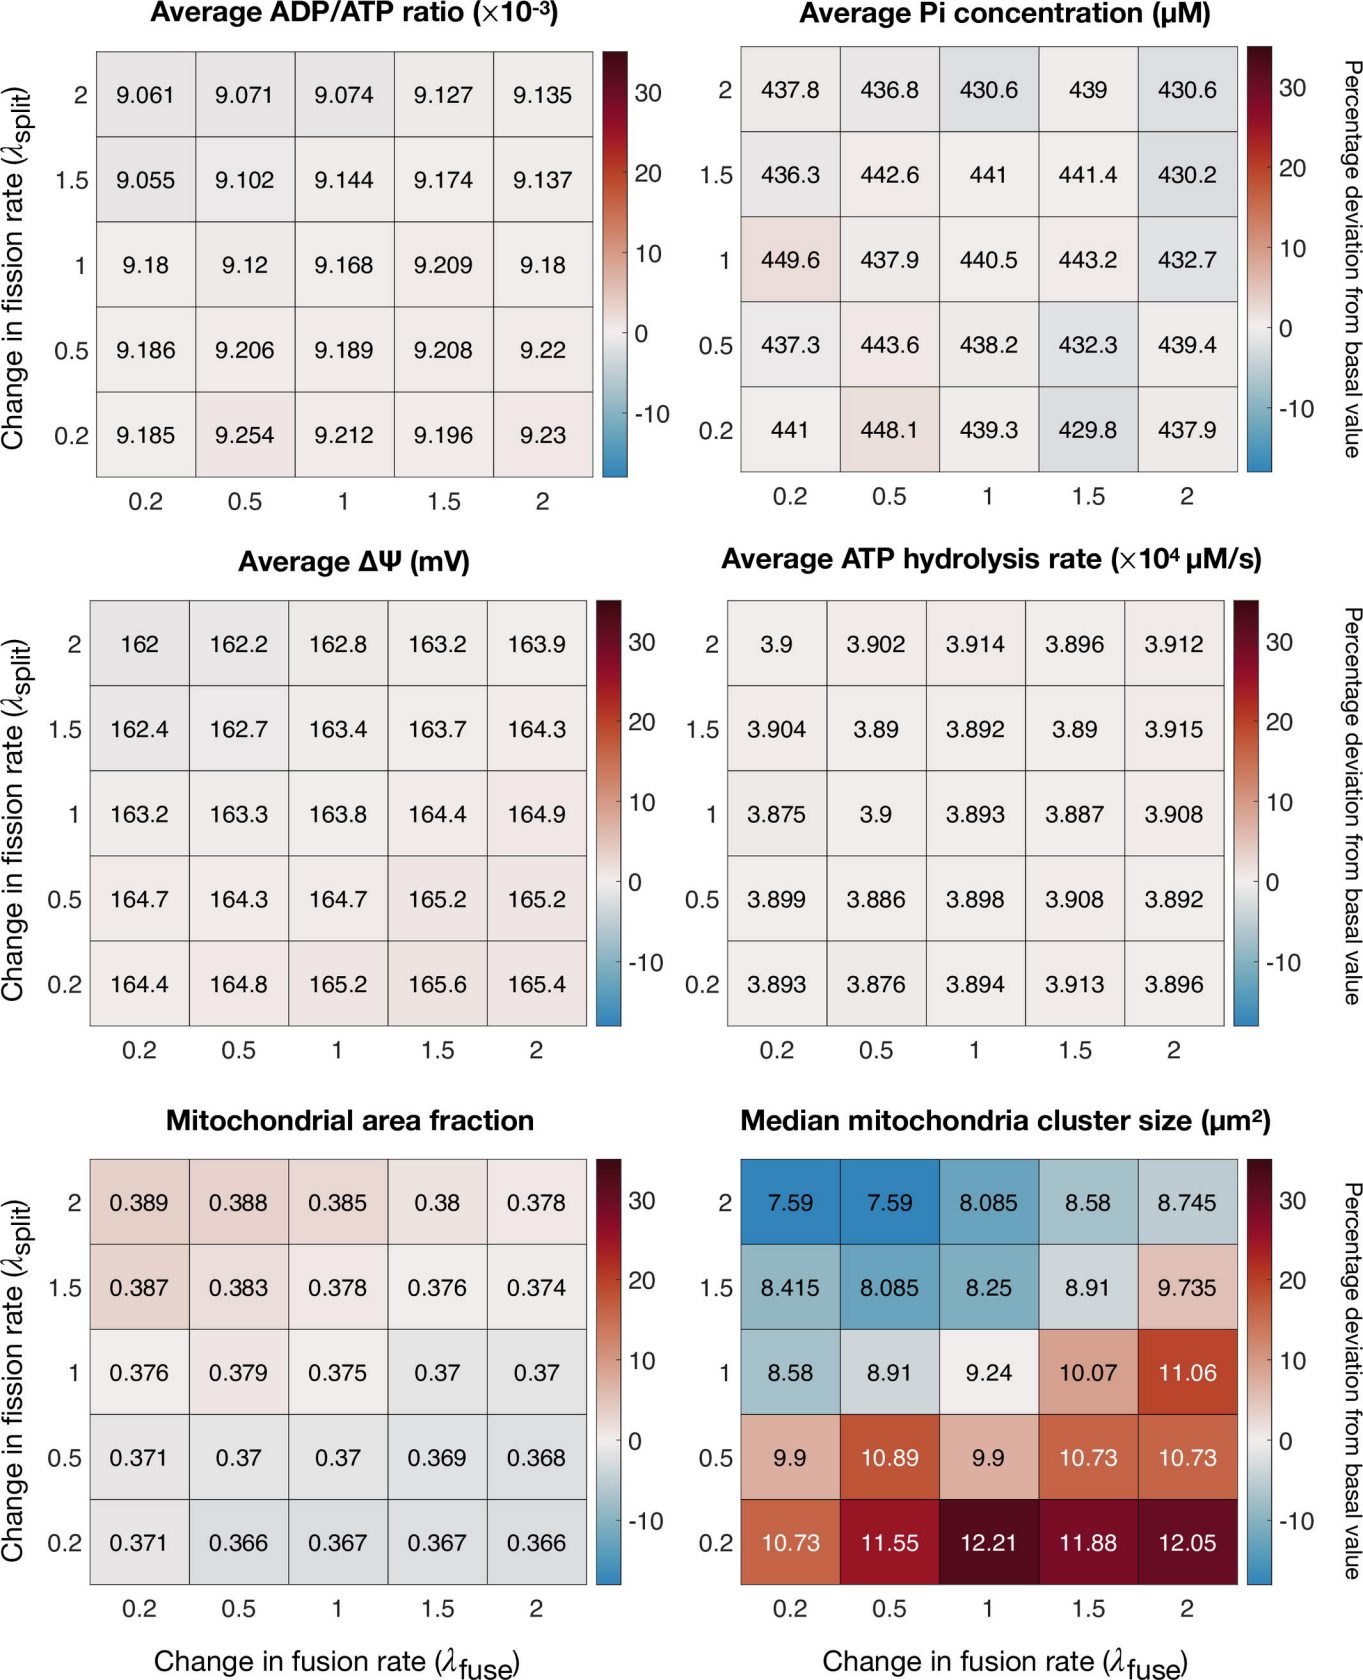 Average ADP/ATP ratio (×10-3)
Change in fission rate (λsplit)
2 9.061 9.071 9.074 9.127 9.135
1.5 9.055 9.102 9.144 9.174 9.137
1 9.18 9.12 9.168 9.209 9.18
0.5 9.186 9.206 9.189 9.208 9.22
0.2 9.185 9.254 9.212 9.196 9.23
0.2 0.5 1 1.5 2
30
20
10
0
-10
Average Pi concentration (μM)
2 437.8 436.8 430.6 439 430.6
1.5 436.3 442.6 441 441.4 430.2
1 449.6 437.9 440.5 443.2 432.7
0.5 437.3 443.6 438.2 432.3 439.4
0.2 441 448.1 439.3 429.8 437.9
0.2 0.5 1 1.5 2
30
20
10
0
-10
Percentage deviation from basal value
Average ΔΨ (mV)
Change in fission rate (λsplit)
2 162 162.2 162.8 163.2 163.9
1.5 162.4 162.7 163.4 163.7 164.3
1 163.2 163.3 163.8 164.4 164.9
0.5 164.7 164.3 164.7 165.2 165.2
0.2 164.4 164.8 165.2 165.6 165.4
0.2 0.5 1 1.5 2
30
20
10
0
-10
Average ATP hydrolysis rate (×10⁴ μM/s)
2 3.9 3.902 3.914 3.896 3.912
1.5 3.904 3.89 3.892 3.89 3.915
1 3.875 3.9 3.893 3.887 3.908
0.5 3.899 3.886 3.898 3.908 3.892
0.2 3.893 3.876 3.894 3.913 3.896
0.2 0.5 1 1.5 2
30
20
10
0
-10
Percentage deviation from basal value
Mitochondrial area fraction
Change in fission rate (λsplit)
2 0.389 0.388 0.385 0.38 0.378
1.5 0.387 0.383 0.378 0.376 0.374
1 0.376 0.379 0.375 0.37 0.37
0.5 0.371 0.37 0.37 0.369 0.368
0.2 0.371 0.366 0.367 0.367 0.366
0.2 0.5 1 1.5 2
Change in fusion rate (λfuse)
30
20
10
0
-10
Median mitochondria cluster size (μm²)
2 7.59 7.59 8.085 8.58 8.745
1.5 8.415 8.085 8.25 8.91 9.735
1 8.58 8.91 9.24 10.07 11.06
0.5 9.9 10.89 9.9 10.73 10.73
0.2 10.73 11.55 12.21 11.88 12.05
0.2 0.5 1 1.5 2
Change in fusion rate (λfuse)
30
20
10
0
-10
Percentage deviation from basal value